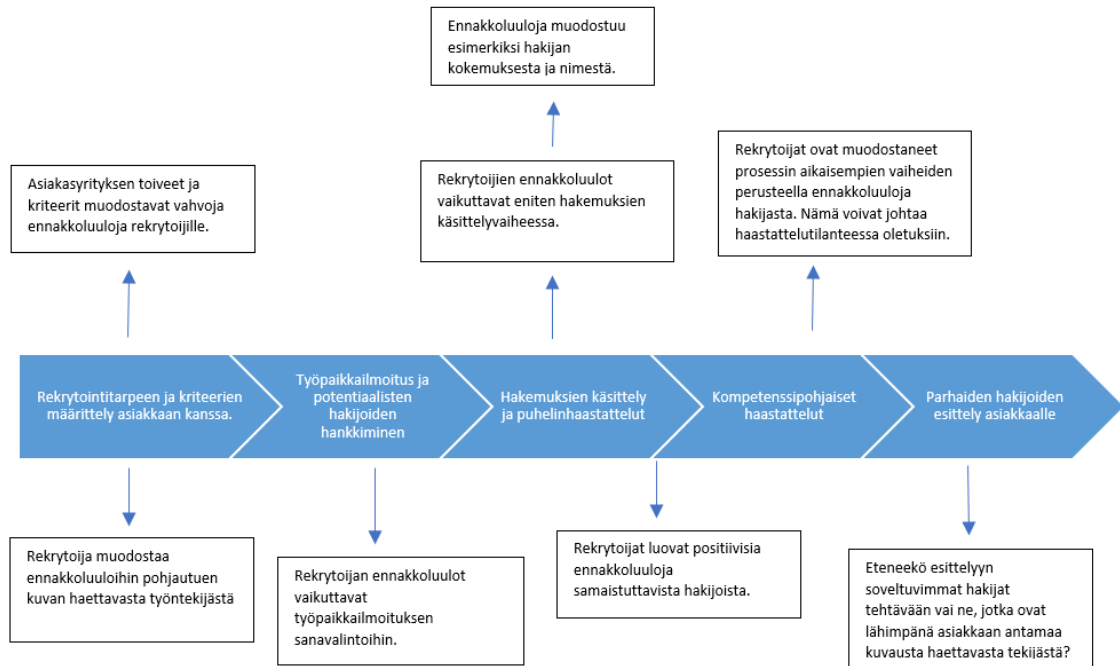 Ennakkoluuloja muodostuu
esimerkiksi hakijan
kokemuksesta ja nimestä.
Asiakasyrityksen toiveet ja
kriteerit muodostavat vahvoja
ennakkoluuloja rekrytoijille.
Rekrytoijien ennakkoluulot
vaikuttavat eniten hakemuksien
käsittelyvaiheessa.
Rekrytoijat ovat muodostaneet
prosessin aikaisempien vaiheiden
perusteella ennakkoluuloja
hakijasta. Nämä voivat johtaa
haastattelutilanteessa oletuksiin.
Rekrytointitarpeen ja kriteerien
määrittely asiakkaan kanssa.
Työpaikkailmoitus ja
potentiaalisten
hakijoiden
hankkiminen
Hakemuksien käsittely
ja puhelinhaastattelut
Kompetenssipohjaiset
haastattelut
Parhaiden hakijoiden
esittely asiakkaalle
Rekrytoija muodostaa
ennakkoluuloihin pohjautuen
kuvan haettavasta työntekijästä
Rekrytoijan ennakkoluulot
vaikuttavat
työpaikkailmoituksen
sanavalintoihin.
Rekrytoijat luovat positiivisia
ennakkoluuloja
samaistuttavista hakijoista.
Eteneekö esittelyyn
soveltuvimmat hakijat
tehtävään vai ne, jotka ovat
lähimpänä asiakkaan antamaa
kuvausta haettavasta tekijästä?